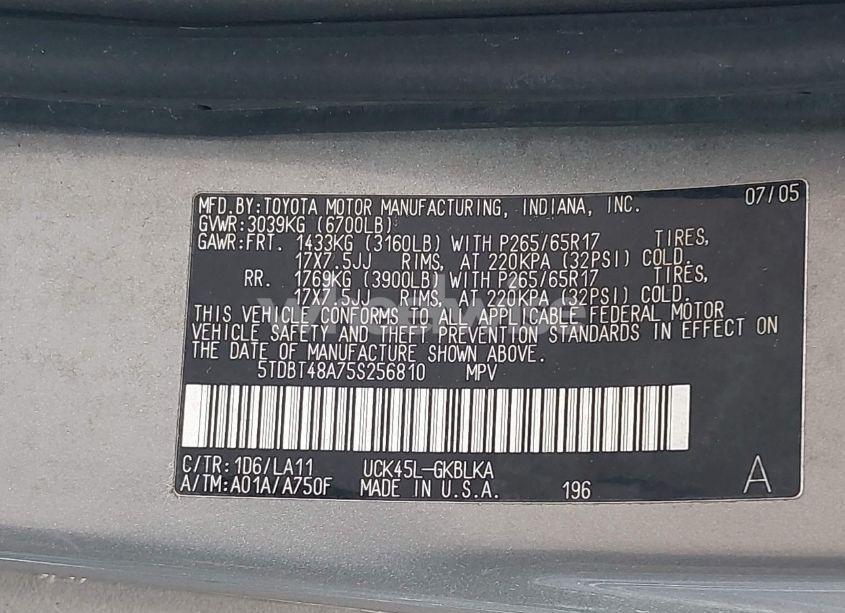 MFD.BY:TOYOTA MOTOR MANUFACTURING, INDIANA, INC. 07/05
GVWR:3039KG (6700LB)
GAWR:FRT. 1433KG (3160LB) WITH P265/65R17 TIRES,
17X7.5JJ RIMS, AT 220KPA (32PSI) COLD.
RR. 1769KG (3900LB) WITH P265/65R17 TIRES,
17X7.5JJ RIMS, AT 220KPA (32PSI) COLD.
THIS VEHICLE CONFORMS TO ALL APPLICABLE FEDERAL MOTOR
VEHICLE SAFETY AND THEFT PREVENTION STANDARDS IN EFFECT ON
THE DATE OF MANUFACTURE SHOWN ABOVE.
5TDBT48A75S256810 MPV
C/TR:1D6/LA11 UCK45L-GKBLKA
A/TM:A01A/A750F MADE IN U.S.A. 196 A